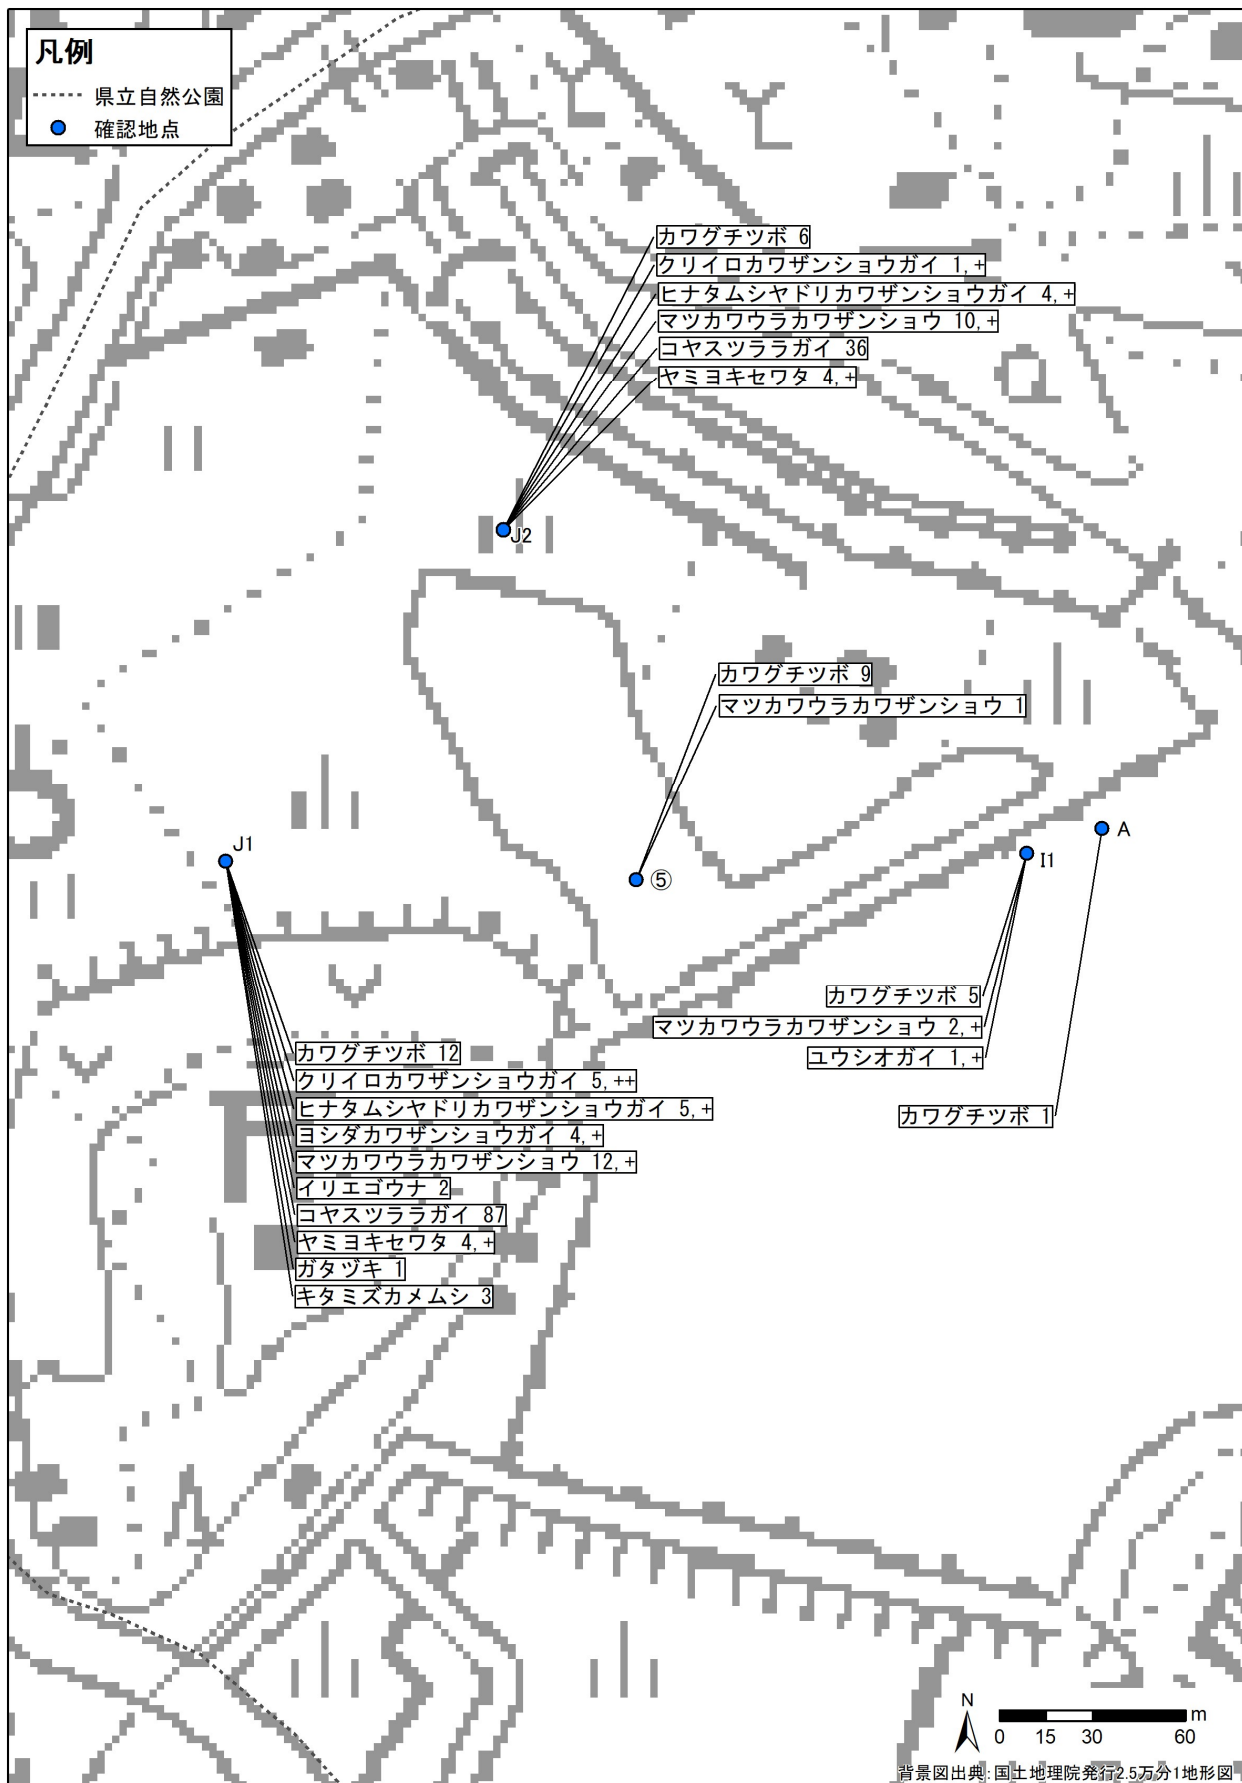 凡例
県立自然公園
確認地点
カワグチツボ 6
クリイロカワザンショウガイ 1,+
ヒナタムシヤドリカワザンショウガイ 4,+
マツカワウラカワザンショウ 10,+
コヤスツララガイ 36
ヤミヨキセワタ 4,+
J2
カワグチツボ 9
マツカワウラカワザンショウ 1
⑤
A
I1
J1
カワグチツボ 5
マツカワウラカワザンショウ 2,+
ユウシオガイ 1,+
カワグチツボ 1
カワグチツボ 12
クリイロカワザンショウガイ 5,++
ヒナタムシヤドリカワザンショウガイ 5,+
ヨシダカワザンショウガイ 4,+
マツカワウラカワザンショウ 12,+
イリエゴウナ 2
コヤスツララガイ 87
ヤミヨキセワタ 4,+
ガタヅキ 1
キタミズカメムシ 3
N
m
0 15 30 60
背景図出典:国土地理院発行2.5万分1地形図